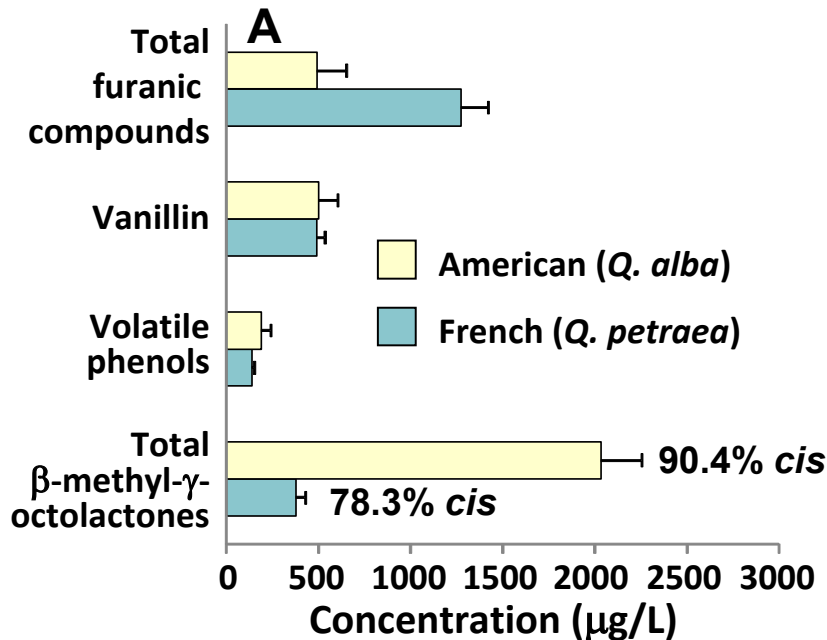 A
Total
furanic
compounds
Vanillin
American (Q. alba)
French (Q. petraea)
Volatile
phenols
Total
β-methyl-γ-
octolactones
90.4% cis
78.3% cis
0 500 1000 1500 2000 2500 3000
Concentration (μg/L)